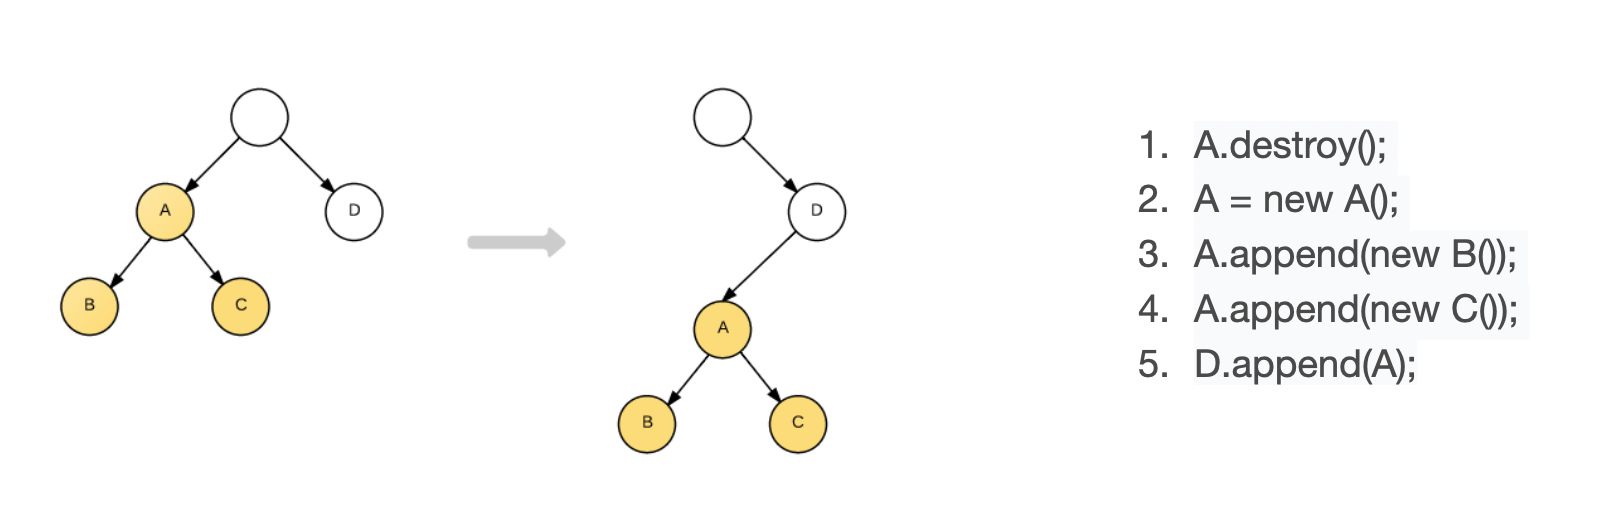 A
D
B
C
D
A
B
C
1. A.destroy();
2. A = new A();
3. A.append(new B());
4. A.append(new C());
5. D.append(A);